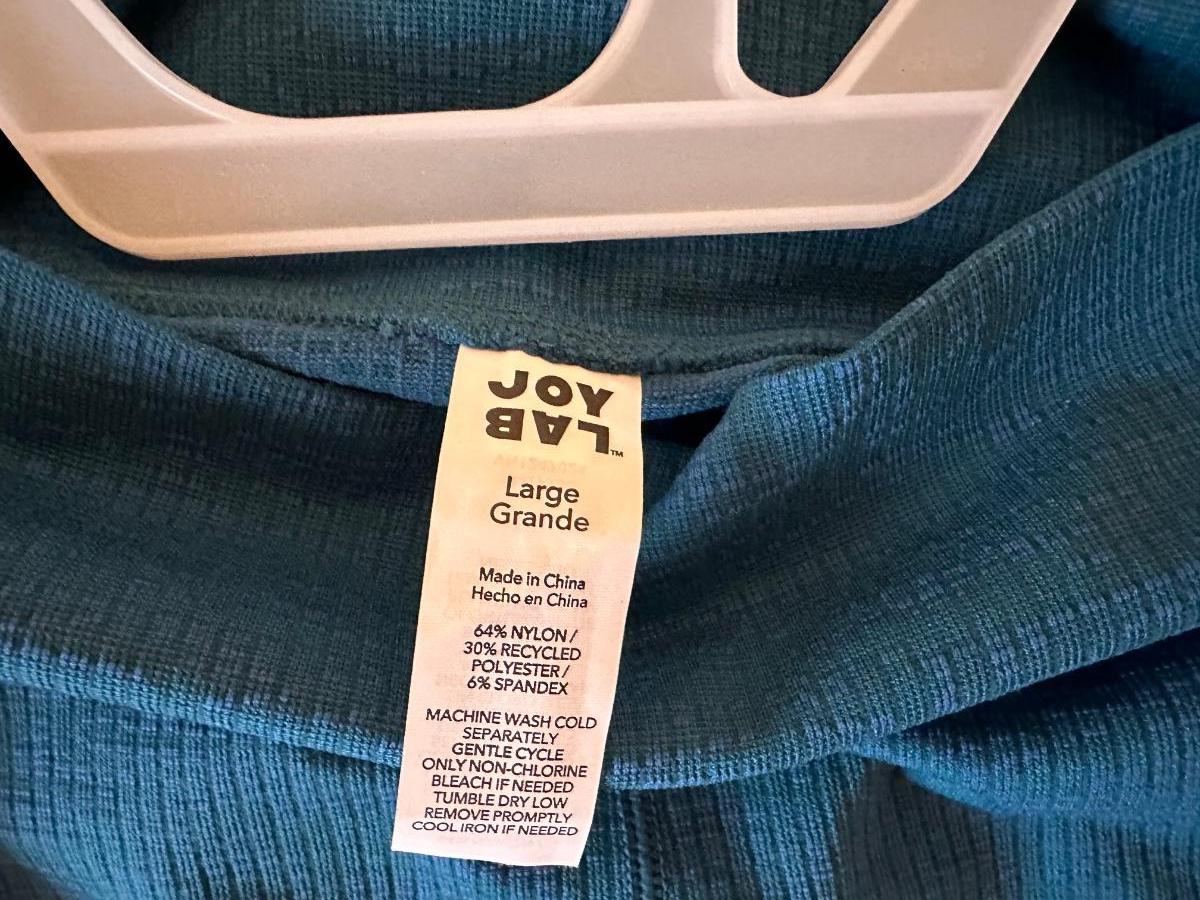 JOY
LAB™
Large
Grande
Made in China
Hecho en China
64% NYLON /
30% RECYCLED
POLYESTER /
6% SPANDEX
MACHINE WASH COLD
SEPARATELY
GENTLE CYCLE
ONLY NON-CHLORINE
BLEACH IF NEEDED
TUMBLE DRY LOW
REMOVE PROMPTLY
COOL IRON IF NEEDED